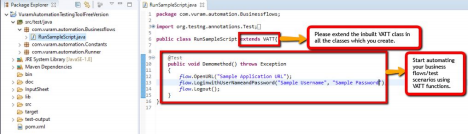 Package Explorer
VuramAutomationTestingToolFreeVersion
src/test/java
com.vuram.automation.Businessflows
RunSampleScript.java
com.vuram.automation.Constants
com.vuram.automation.Runner
JRE System Library [JavaSE-1.8]
Maven Dependencies
bin
doc
inputSheet
lib
src
target
test-output
pom.xml
RunSampleScript.java
1 package com.vuram.automation.Businessflows;
3 import org.testng.annotations.Test;
5 public class RunSampleScript extends VATT{
Please extend the inbuilt VATT class in
all the classes which you create.
@Test
public void Demomethod() throws Exception
{
flow.OpenURL("Sample Application URL");
flow.LoginWithUserNameandPassword("Sample Username", "Sample Password
flow.Logout();
}
}
Start automating
your business
flows/test
scenarios using
VATT functions.